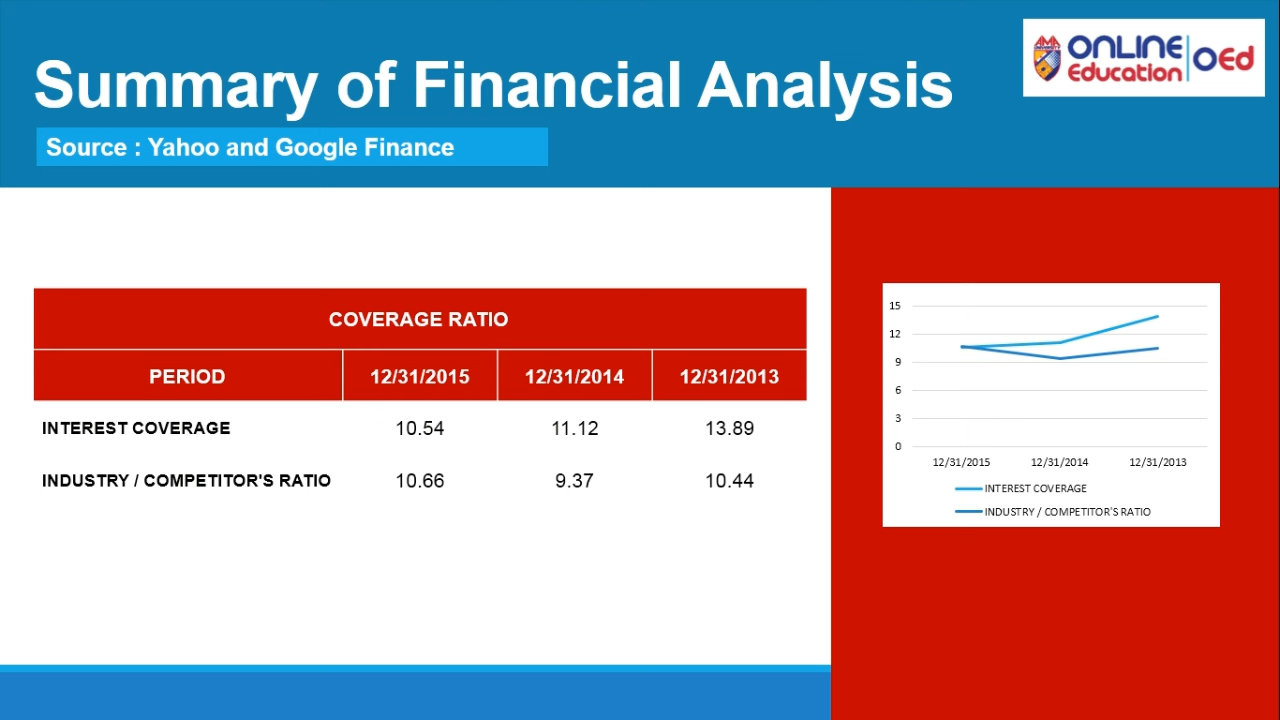 Summary of Financial Analysis
ONLINE
Education
OEd
Source : Yahoo and Google Finance
COVERAGE RATIO
PERIOD 12/31/2015 12/31/2014 12/31/2013
INTEREST COVERAGE 10.54 11.12 13.89
INDUSTRY / COMPETITOR'S RATIO 10.66 9.37 10.44
15
12
9
6
3
0
12/31/2015 12/31/2014 12/31/2013
INTEREST COVERAGE
INDUSTRY / COMPETITOR'S RATIO